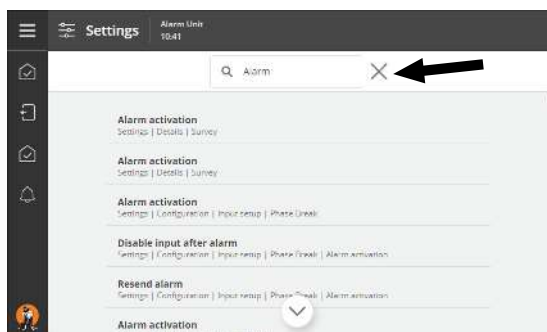 Settings
Alarm Unit
10:41
Alarm
Alarm activation
Settings | Details | Survey
Alarm activation
Settings | Details | Survey
Alarm activation
Settings | Configuration | Input setup | Phase Break
Disable input after alarm
Settings | Configuration | Input setup | Phase Break | Alarm activation
Resend alarm
Settings | Configuration | Input setup | Phase Break | Alarm activation
Alarm activation